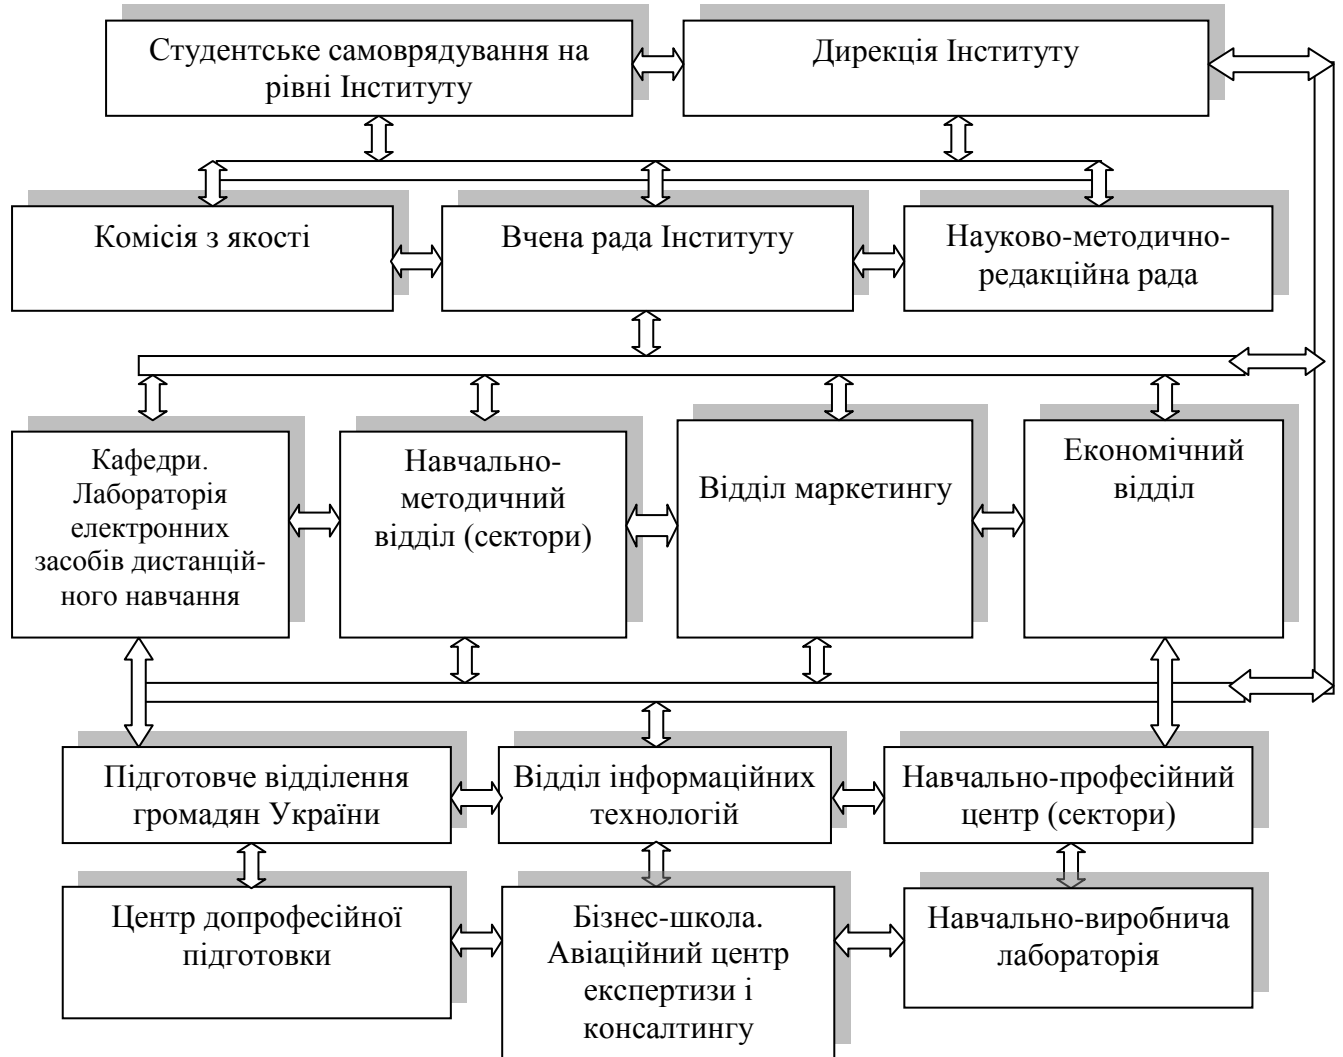 Студентське самоврядування на
рівні Інституту
Дирекція Інституту
Комісія з якості
Вчена рада Інституту
Науково-методично-
редакційна рада
Кафедри.
Лабораторія
електронних
засобів дистанцій-
ного навчання
Навчально-
методичний
відділ (сектори)
Відділ маркетингу
Економічний
відділ
Підготовче відділення
громадян України
Відділ інформаційних
технологій
Навчально-професійний
центр (сектори)
Центр допрофесійної
підготовки
Бізнес-школа.
Авіаційний центр
експертизи і
консалтингу
Навчально-виробнича
лабораторія